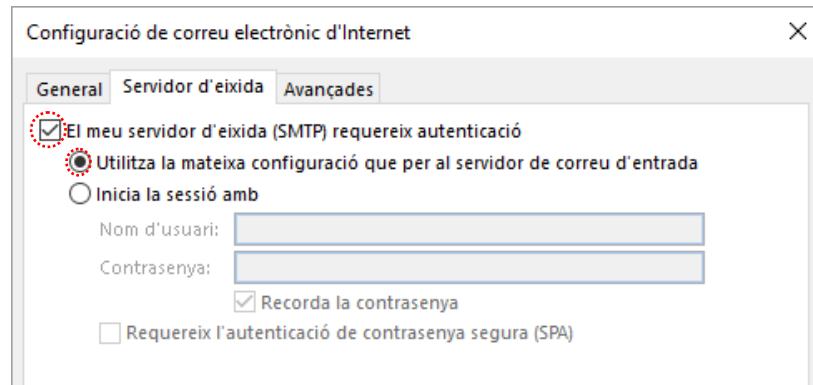 Configuració de correu electrònic d'Internet
General Servidor d'eixida Avançades
El meu servidor d'eixida (SMTP) requereix autenticació
Utilitza la mateixa configuració que per al servidor de correu d'entrada
Inicia la sessió amb
Nom d'usuari:
Contrasenya:
Recorda la contrasenya
Requereix l'autenticació de contrasenya segura (SPA)